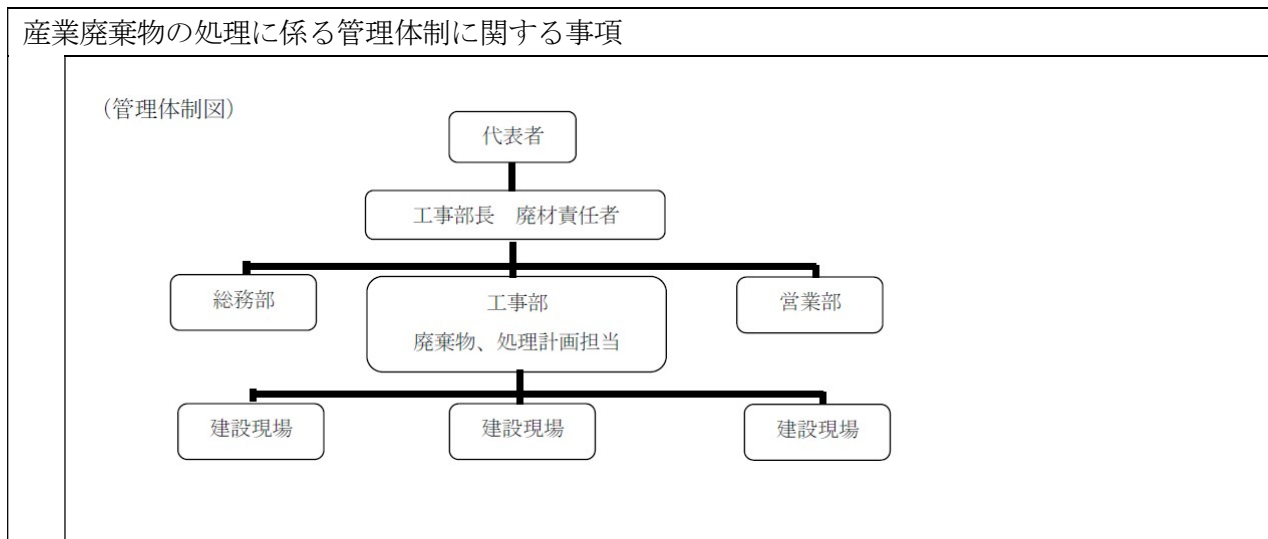 産業廃棄物の処理に係る管理体制に関する事項
（管理体制図）
代表者
工事部長　廃材責任者
総務部
工事部
廃棄物、処理計画担当
営業部
建設現場
建設現場
建設現場